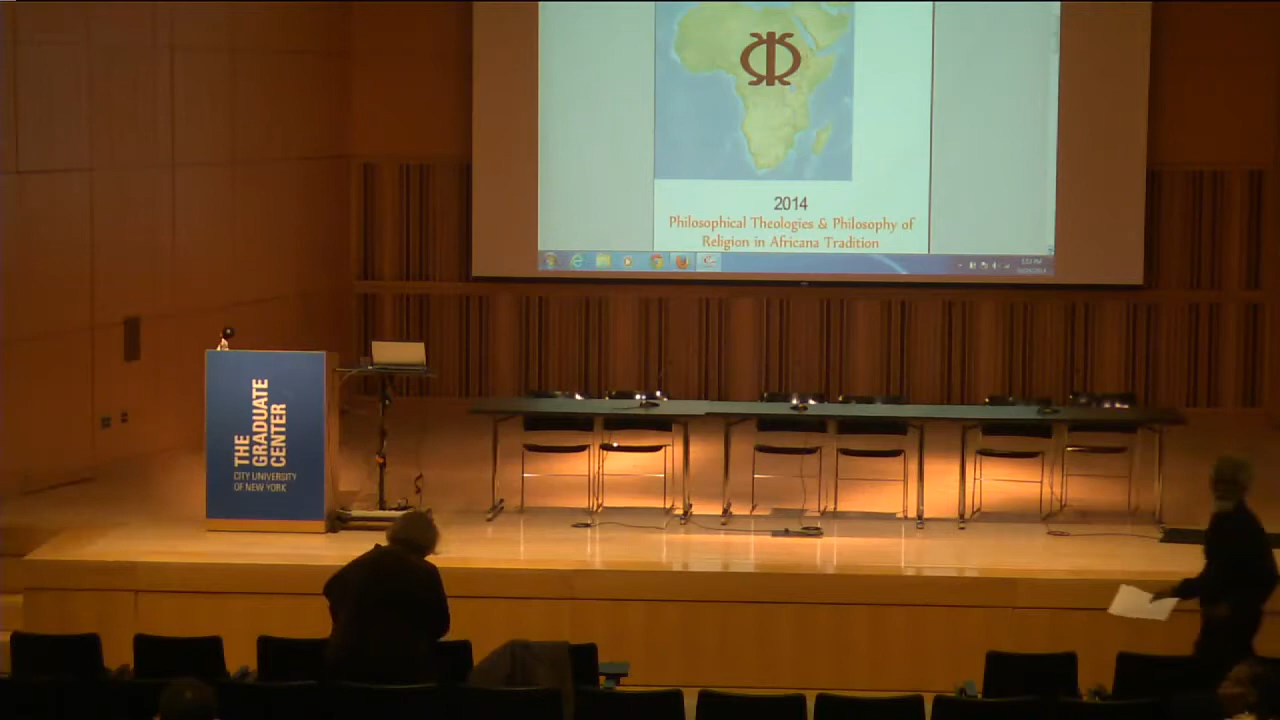 2014
Philosophical Theologies & Philosophy of
Religion in Africana Tradition
THE
GRADUATE
CENTER
CITY UNIVERSITY
OF NEW YORK